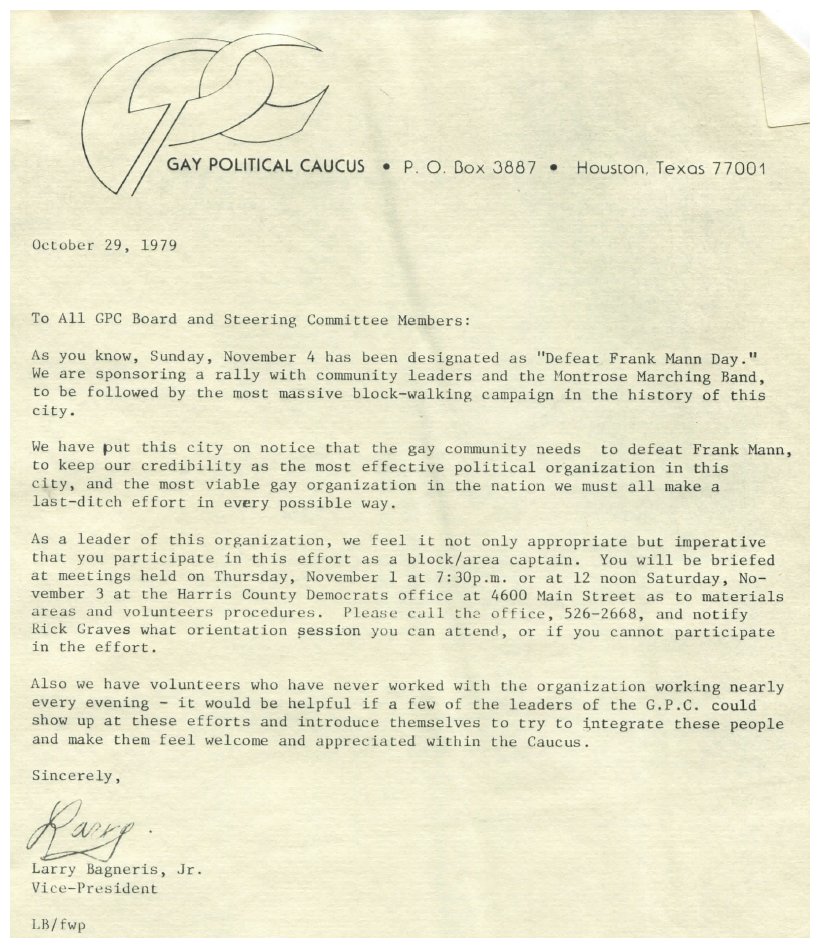 GPC
GAY POLITICAL CAUCUS • P. O. Box 3887 • Houston, Texas 77001
October 29, 1979
To All GPC Board and Steering Committee Members:
As you know, Sunday, November 4 has been designated as "Defeat Frank Mann Day."
We are sponsoring a rally with community leaders and the Montrose Marching Band,
to be followed by the most massive block-walking campaign in the history of this
city.
We have put this city on notice that the gay community needs to defeat Frank Mann,
to keep our credibility as the most effective political organization in this
city, and the most viable gay organization in the nation we must all make a
last-ditch effort in every possible way.
As a leader of this organization, we feel it not only appropriate but imperative
that you participate in this effort as a block/area captain. You will be briefed
at meetings held on Thursday, November 1 at 7:30p.m. or at 12 noon Saturday, No-
vember 3 at the Harris County Democrats office at 4600 Main Street as to materials
areas and volunteers procedures. Please call the office, 526-2668, and notify
Rick Graves what orientation session you can attend, or if you cannot participate
in the effort.
Also we have volunteers who have never worked with the organization working nearly
every evening - it would be helpful if a few of the leaders of the G.P.C. could
show up at these efforts and introduce themselves to try to integrate these people
and make them feel welcome and appreciated within the Caucus.
Sincerely,
Larry
Larry Bagneris, Jr.
Vice-President
LB/fwp